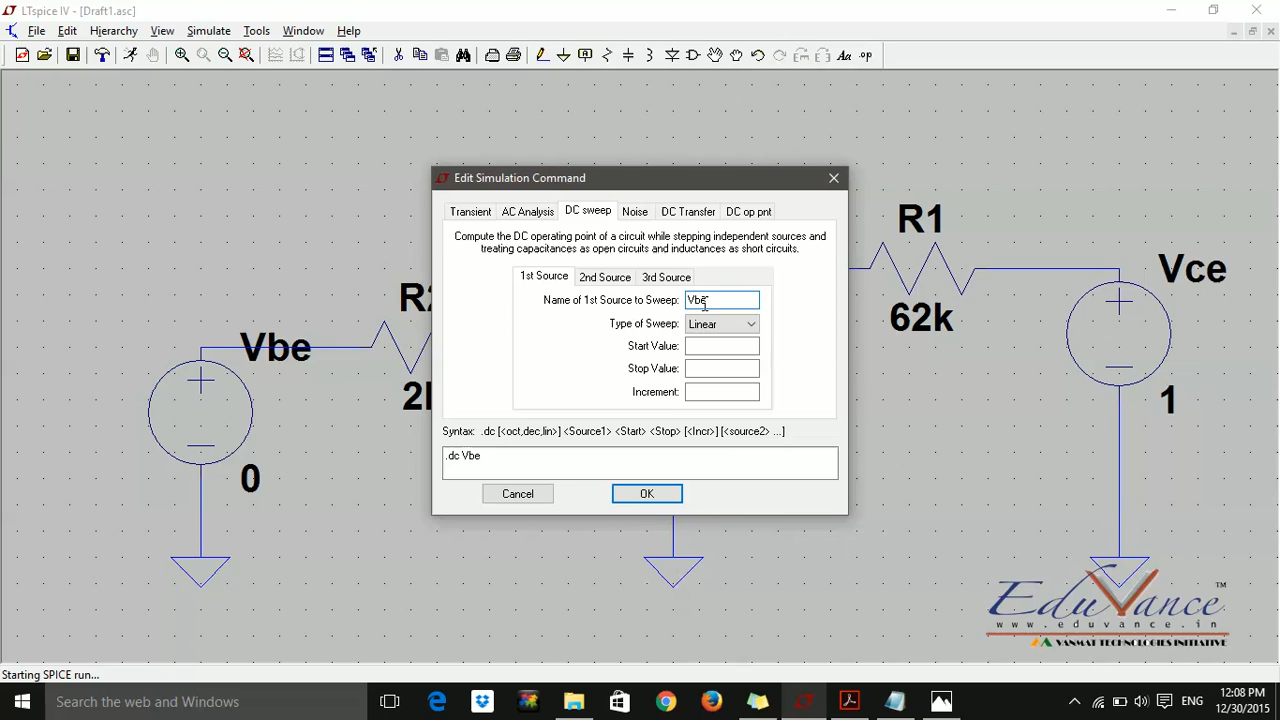 LTspice IV - [Draft1.asc]
File Edit Hierarchy View Simulate Tools Window Help
Aa .op
Edit Simulation Command
Transient AC Analysis DC sweep Noise DC Transfer DC op pnt
Compute the DC operating point of a circuit while stepping independent sources and
treating capacitances as open circuits and inductances as short circuits.
1st Source 2nd Source 3rd Source
Name of 1st Source to Sweep: Vbe
Type of Sweep: Linear
Start Value:
Stop Value:
Increment:
Syntax: .dc [<oct,dec,lin>] <Source1> <Start> <Stop> [<Incr>] [<source2> ...]
.dc Vbe
Cancel OK
Vbe
0
R1
62k
Vce
1
EduVance
TM
www.eduvance.in
VANMAT TECHNOLOGIES INITIATIVE
Starting SPICE run...
Search the web and Windows
ENG
12:08 PM
12/30/2015